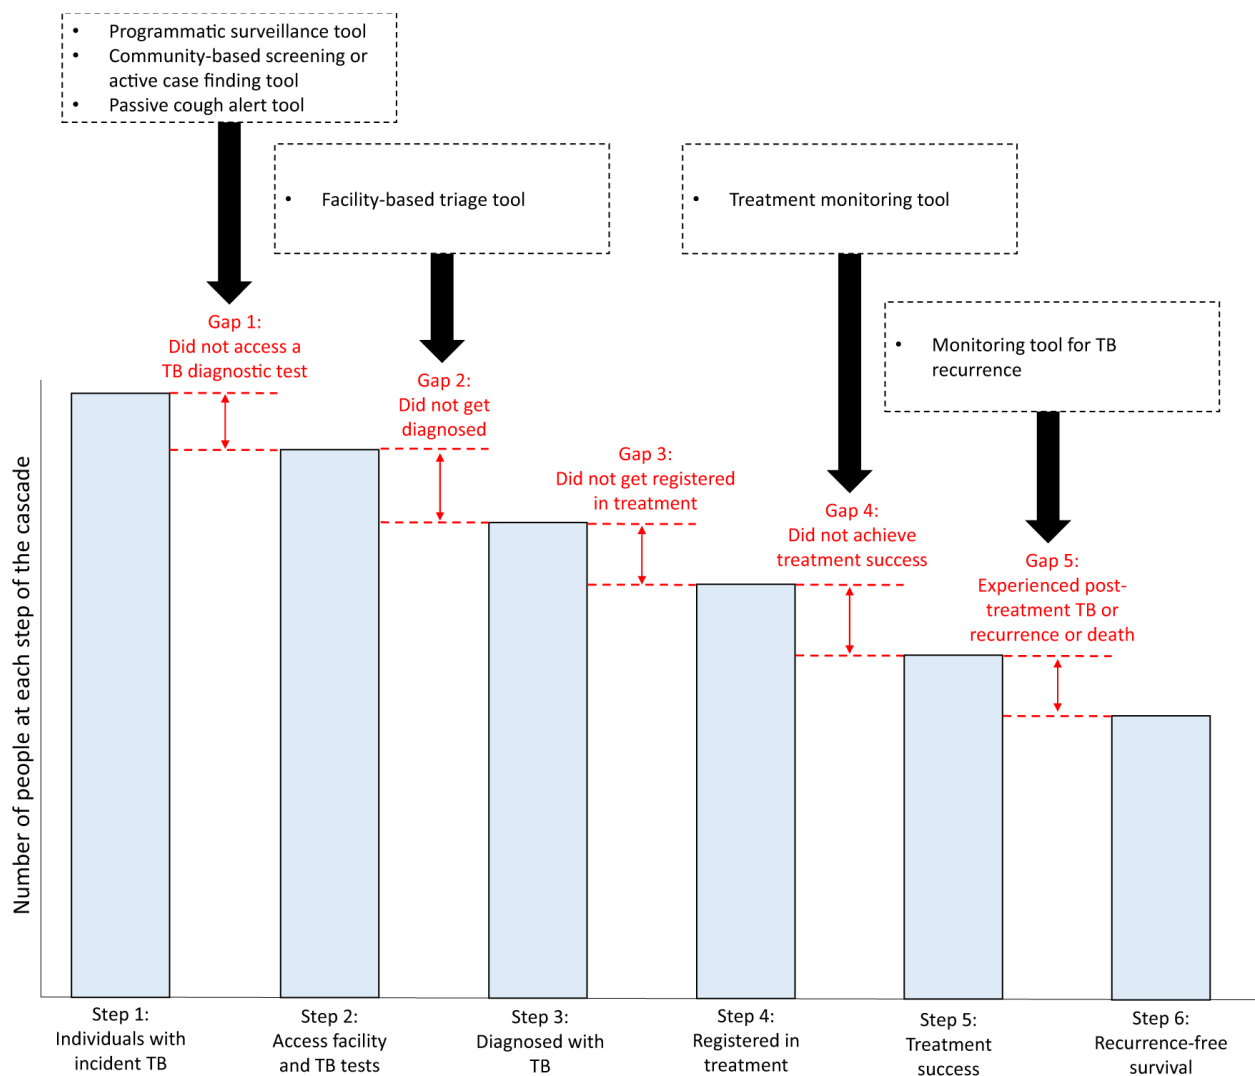 • Programmatic surveillance tool
• Community-based screening or
active case finding tool
• Passive cough alert tool
• Facility-based triage tool
• Treatment monitoring tool
• Monitoring tool for TB
recurrence
Gap 1:
Did not access a
TB diagnostic test
Gap 2:
Did not get
diagnosed
Gap 3:
Did not get registered
in treatment
Gap 4:
Did not achieve
treatment success
Gap 5:
Experienced post-
treatment TB or
recurrence or death
Number of people at each step of the cascade
Step 1:
Individuals with
incident TB
Step 2:
Access facility
and TB tests
Step 3:
Diagnosed with
TB
Step 4:
Registered in
treatment
Step 5:
Treatment
success
Step 6:
Recurrence-free
survival